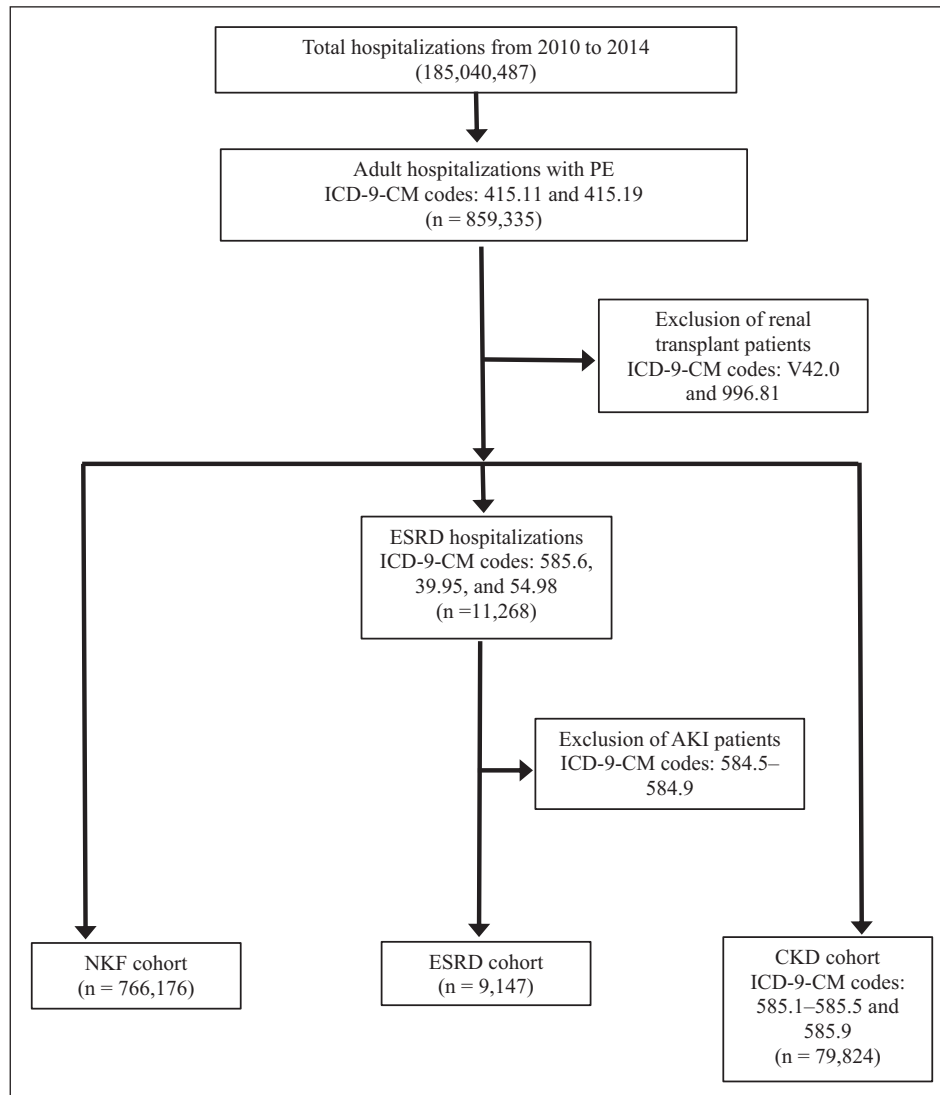 Total hospitalizations from 2010 to 2014
(185,040,487)
Adult hospitalizations with PE
ICD-9-CM codes: 415.11 and 415.19
(n = 859,335)
Exclusion of renal
transplant patients
ICD-9-CM codes: V42.0
and 996.81
ESRD hospitalizations
ICD-9-CM codes: 585.6,
39.95, and 54.98
(n =11,268)
Exclusion of AKI patients
ICD-9-CM codes: 584.5–
584.9
NKF cohort
(n = 766,176)
ESRD cohort
(n = 9,147)
CKD cohort
ICD-9-CM codes:
585.1–585.5 and
585.9
(n = 79,824)